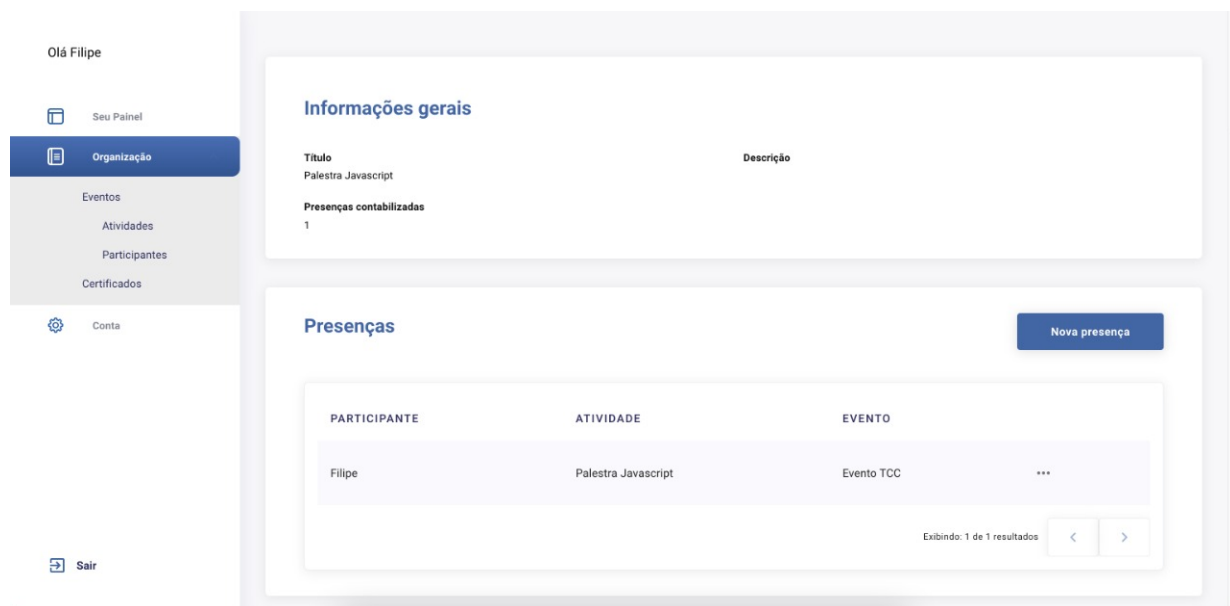 Olá Filipe
Seu Painel
Organização
Eventos
Atividades
Participantes
Certificados
Conta
Sair
Informações gerais
Título
Palestra Javascript
Descrição
Presenças contabilizadas
1
Presenças
Nova presença
PARTICIPANTE ATIVIDADE EVENTO
Filipe Palestra Javascript Evento TCC ...
Exibindo: 1 de 1 resultados